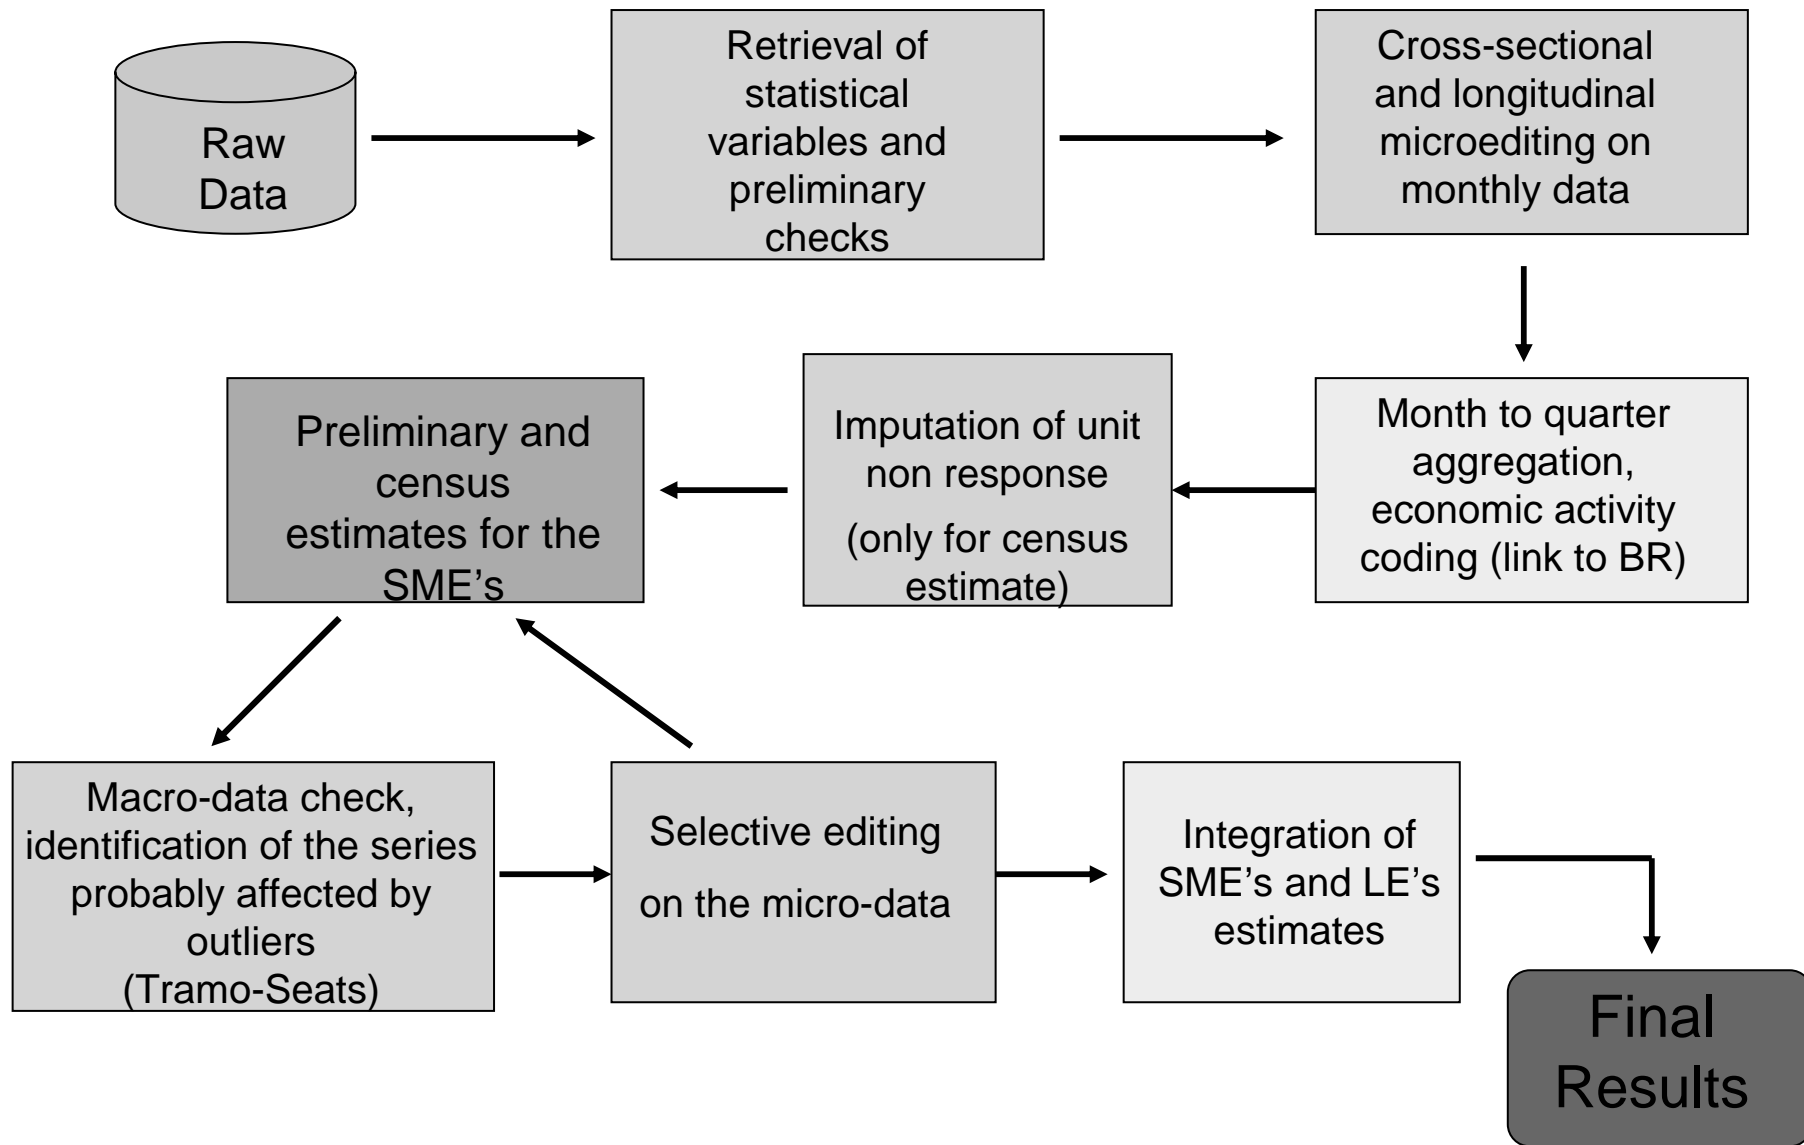 Raw
Data
Retrieval of
statistical
variables and
preliminary
checks
Cross-sectional
and longitudinal
microediting on
monthly data
Preliminary and
census
estimates for the
SME’s
Imputation of unit
non response
(only for census
estimate)
Month to quarter
aggregation,
economic activity
coding (link to BR)
Macro-data check,
identification of the series
probably affected by
outliers
(Tramo-Seats)
Selective editing
on the micro-data
Integration of
SME’s and LE’s
estimates
Final
Results